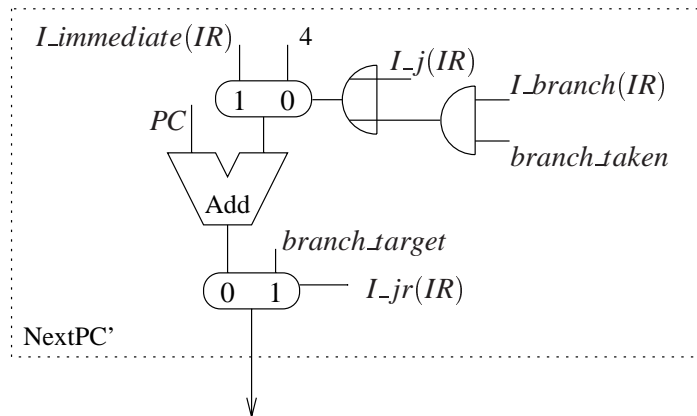 I_immediate(IR) 4
I_j(IR)
1 0
I_branch(IR)
PC
branch_taken
Add
branch_target
0 1
I_jr(IR)
NextPC'